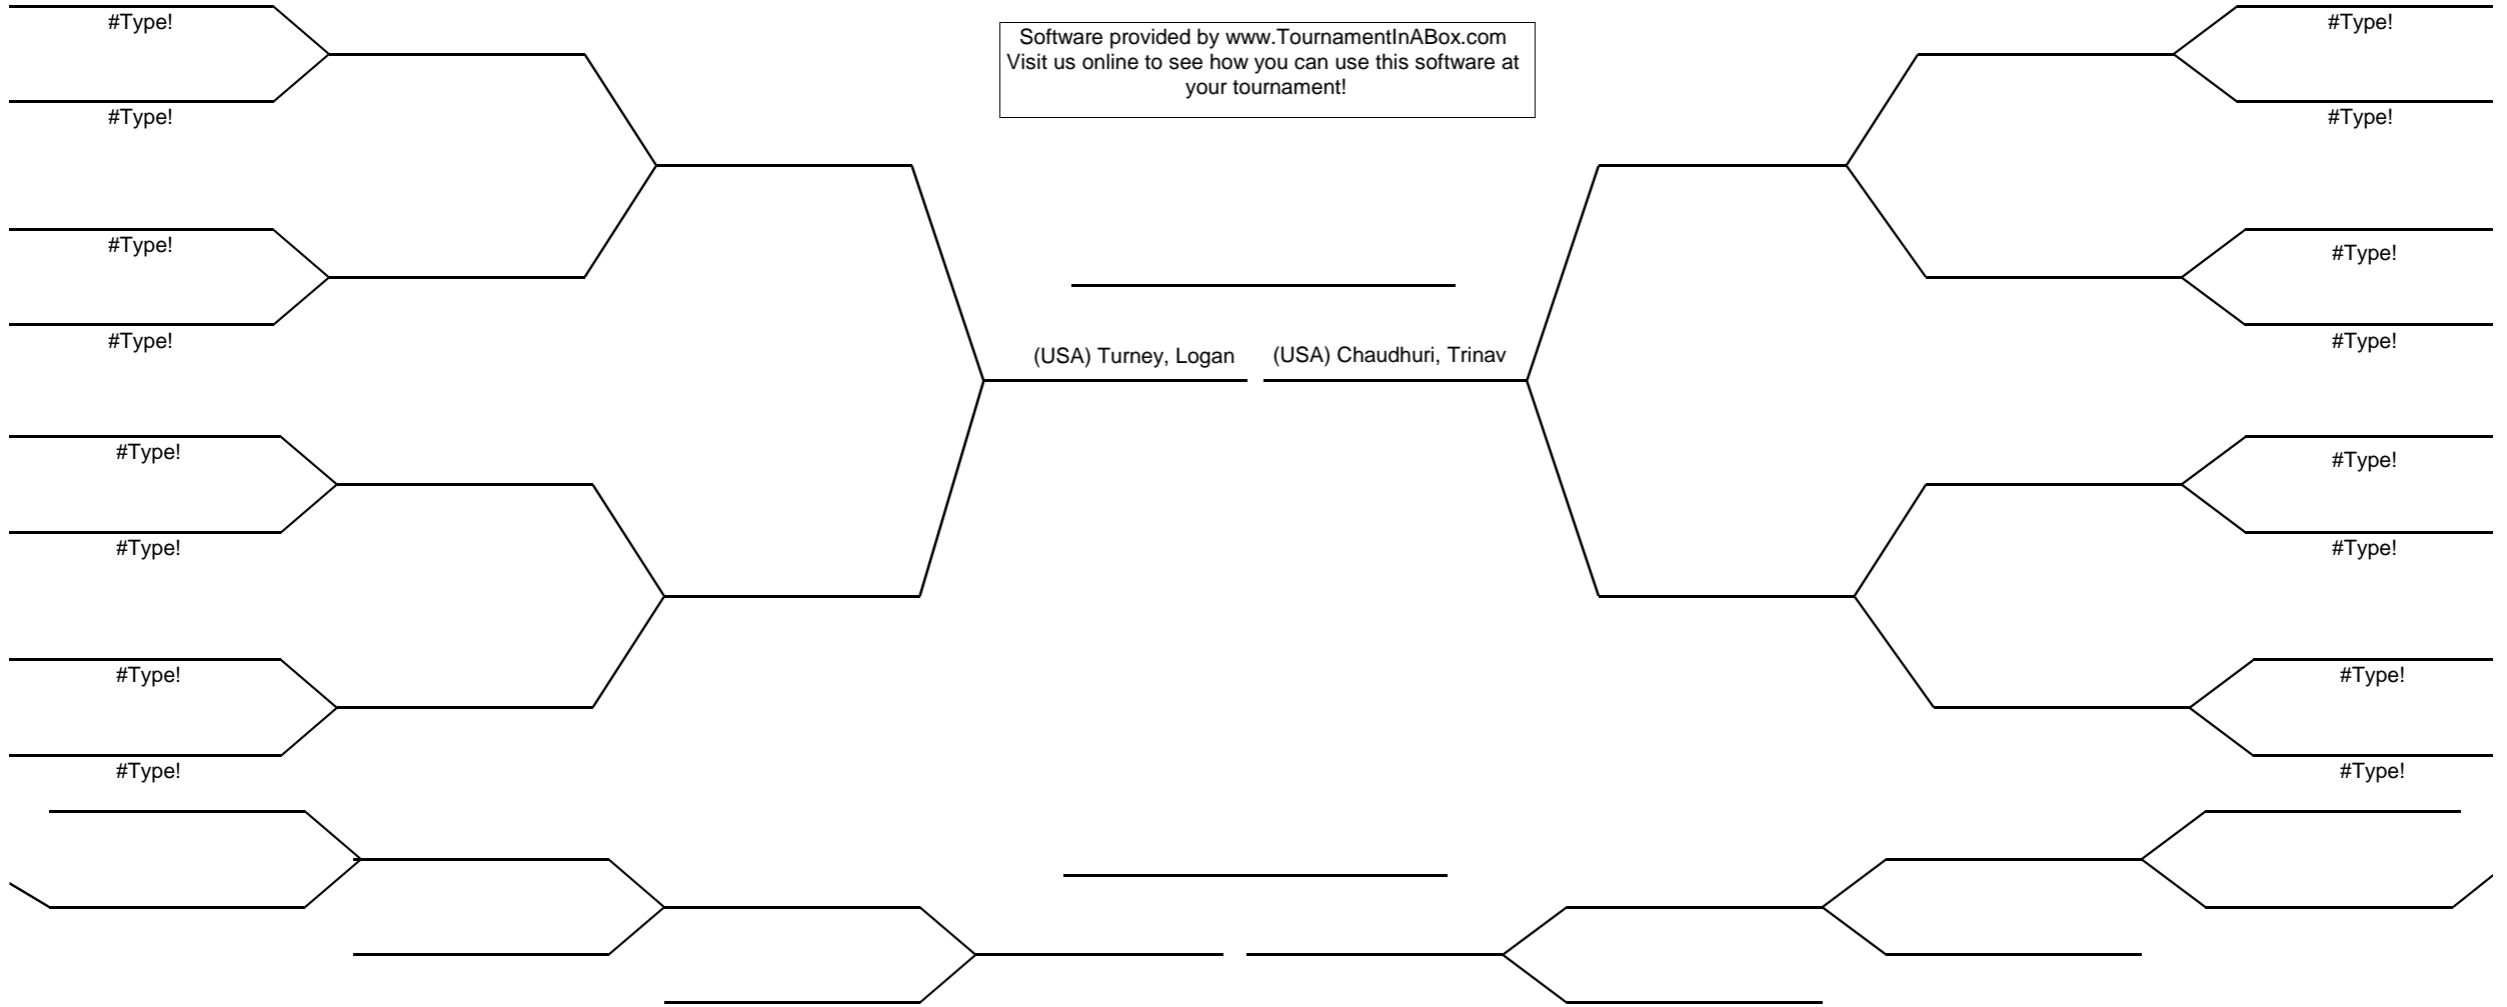 #Type!
#Type!
Software provided by www.TournamentInABox.com
Visit us online to see how you can use this software at
your tournament!
#Type!
#Type!
#Type!
#Type!
#Type!
#Type!
(USA) Turney, Logan
(USA) Chaudhuri, Trinav
#Type!
#Type!
#Type!
#Type!
#Type!
#Type!
#Type!
#Type!